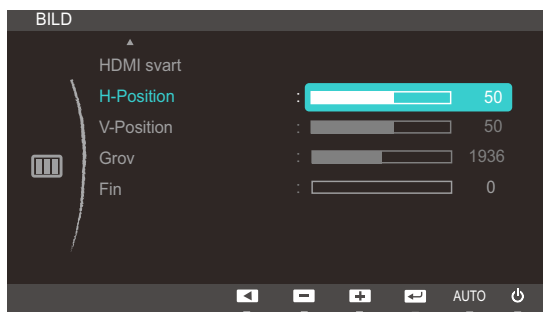 BILD
HDMI svart
H-Position : 50
V-Position : 50
Grov : 1936
Fin : 0
AUTO